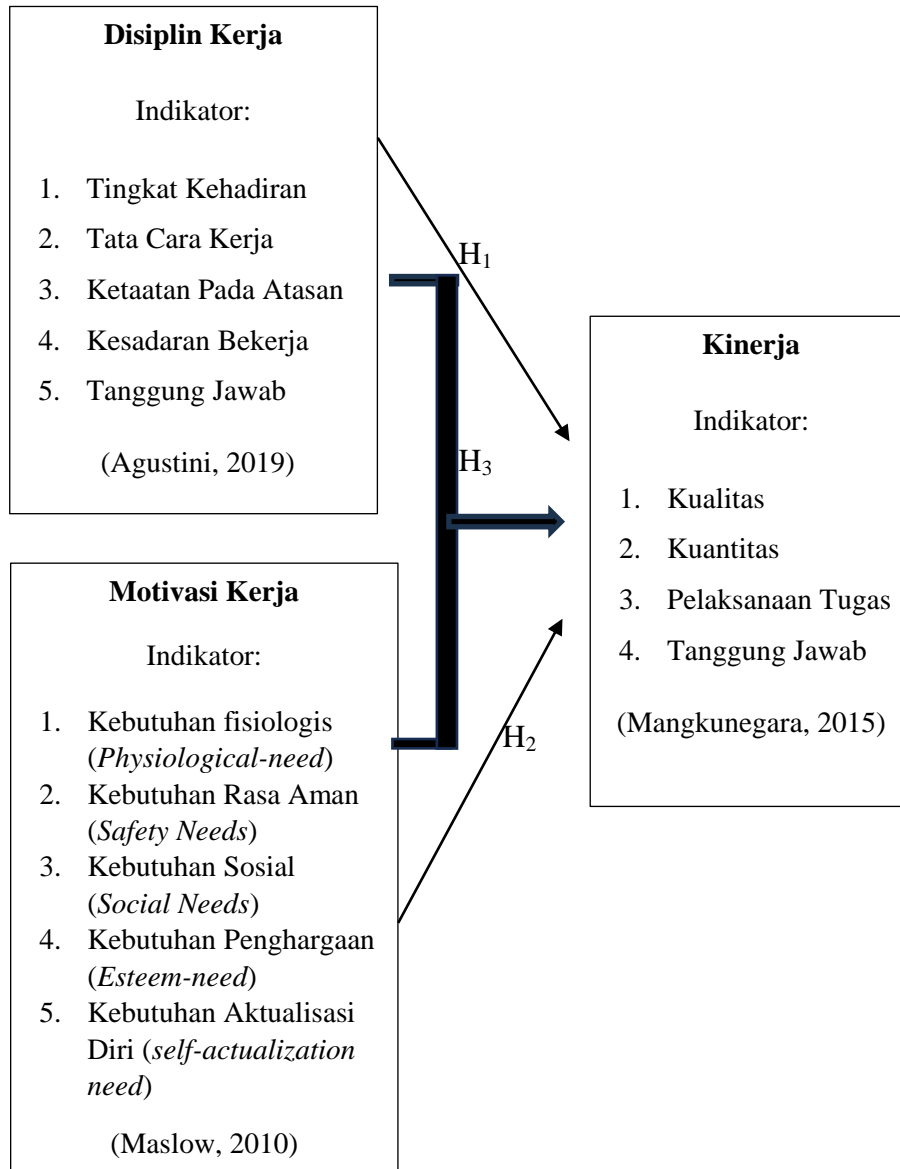 Disiplin Kerja
Indikator:
1. Tingkat Kehadiran
2. Tata Cara Kerja
3. Ketaatan Pada Atasan
4. Kesadaran Bekerja
5. Tanggung Jawab
(Agustini, 2019)
H₁
H₃
Kinerja
Indikator:
1. Kualitas
2. Kuantitas
3. Pelaksanaan Tugas
4. Tanggung Jawab
(Mangkunegara, 2015)
Motivasi Kerja
Indikator:
1. Kebutuhan fisiologis
(Physiological-need)
2. Kebutuhan Rasa Aman
(Safety Needs)
3. Kebutuhan Sosial
(Social Needs)
4. Kebutuhan Penghargaan
(Esteem-need)
5. Kebutuhan Aktualisasi
Diri (self-actualization
need)
(Maslow, 2010)
H₂